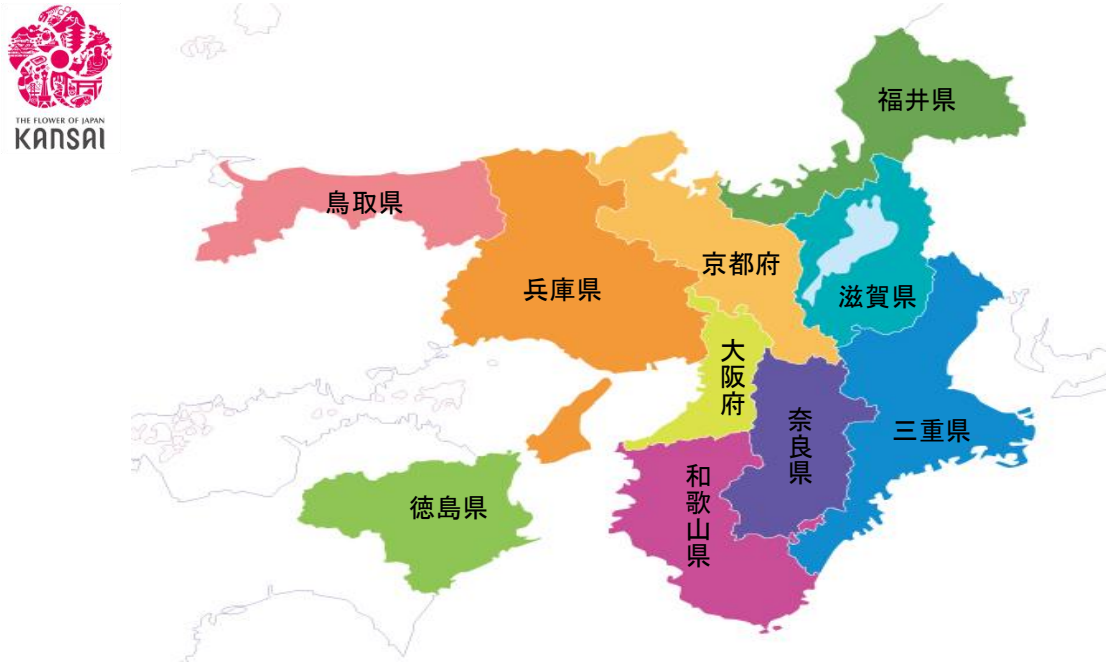 THE FLOWER OF JAPAN
KANSAI
福井県
鳥取県
京都府
兵庫県
滋賀県
大阪府
奈良県
三重県
和歌山県
徳島県